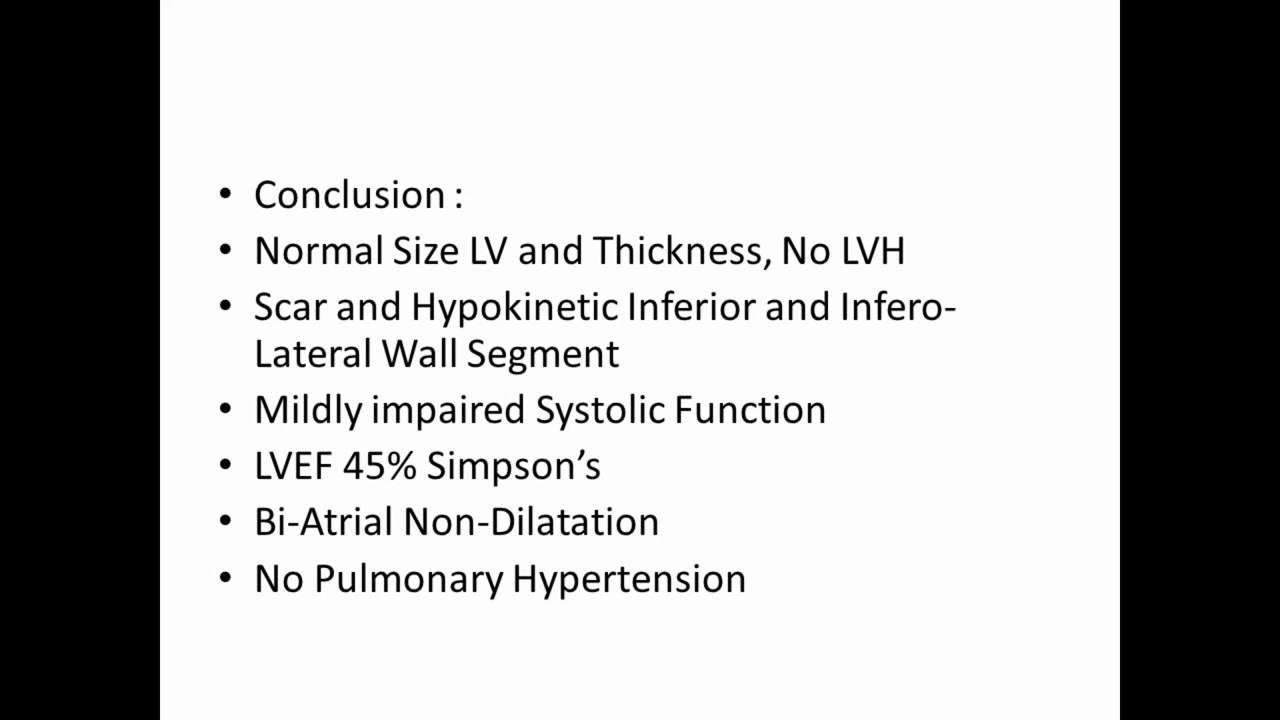 • Conclusion :
• Normal Size LV and Thickness, No LVH
• Scar and Hypokinetic Inferior and Infero-
Lateral Wall Segment
• Mildly impaired Systolic Function
• LVEF 45% Simpson’s
• Bi-Atrial Non-Dilatation
• No Pulmonary Hypertension